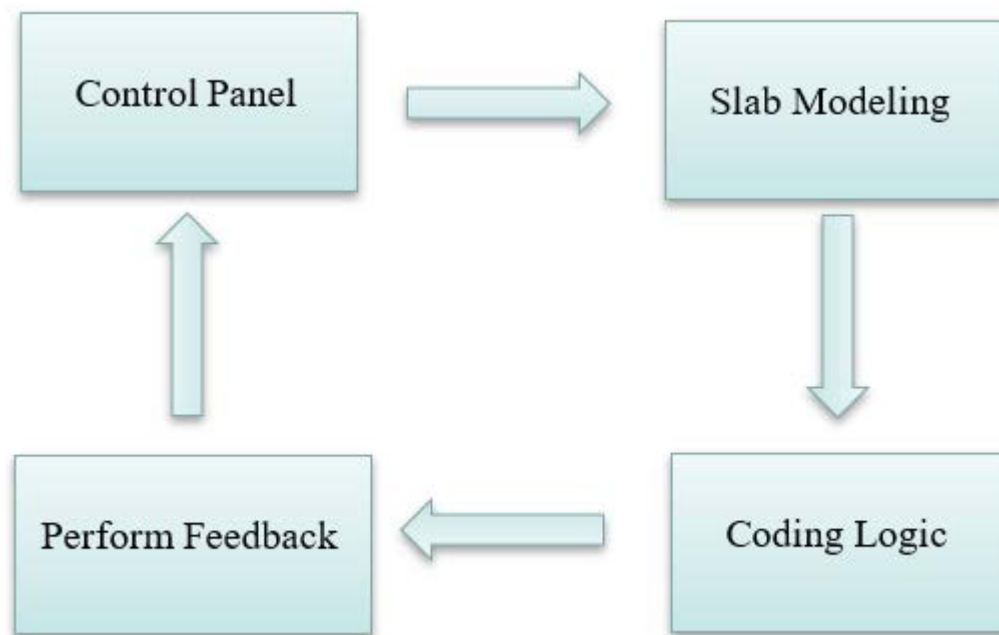 Control Panel
Slab Modeling
Perform Feedback
Coding Logic